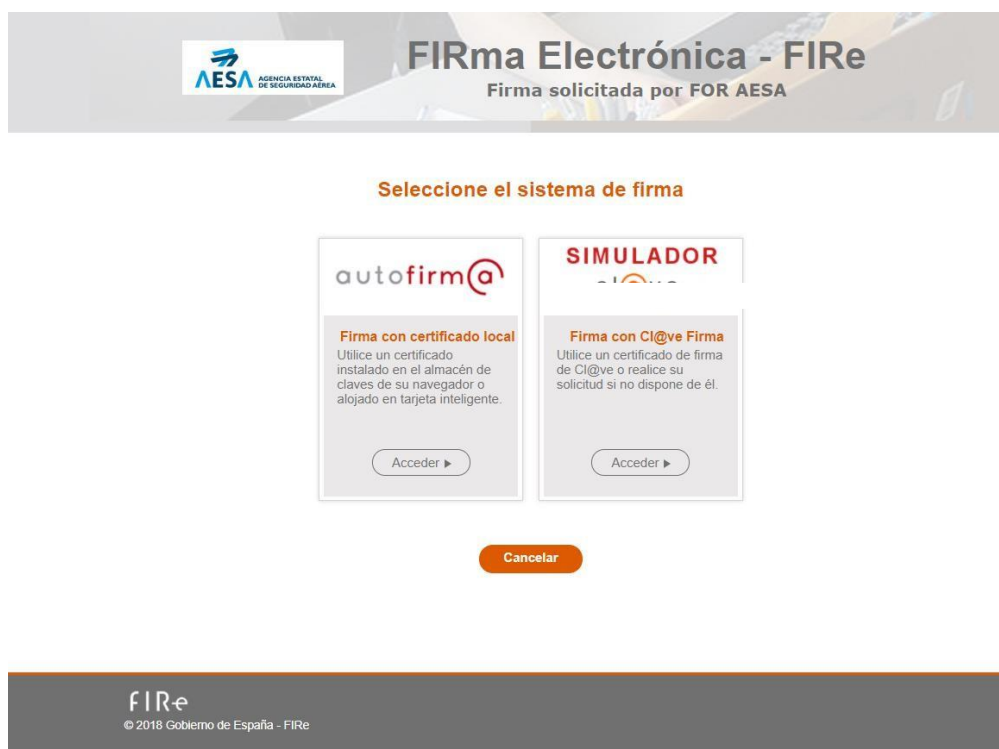 AESA AGENCIA ESTATAL
DE SEGURIDAD AÉREA
FIRma Electrónica - FIRe
Firma solicitada por FOR AESA
Seleccione el sistema de firma
autofirm@
Firma con certificado local
Utilice un certificado
instalado en el almacén de
claves de su navegador o
alojado en tarjeta inteligente.
Acceder
SIMULADOR
Firma con Cl@ve Firma
Utilice un certificado de firma
de Cl@ve o realice su
solicitud si no dispone de él.
Acceder
Cancelar
FIRe
© 2018 Gobierno de España - FIRe